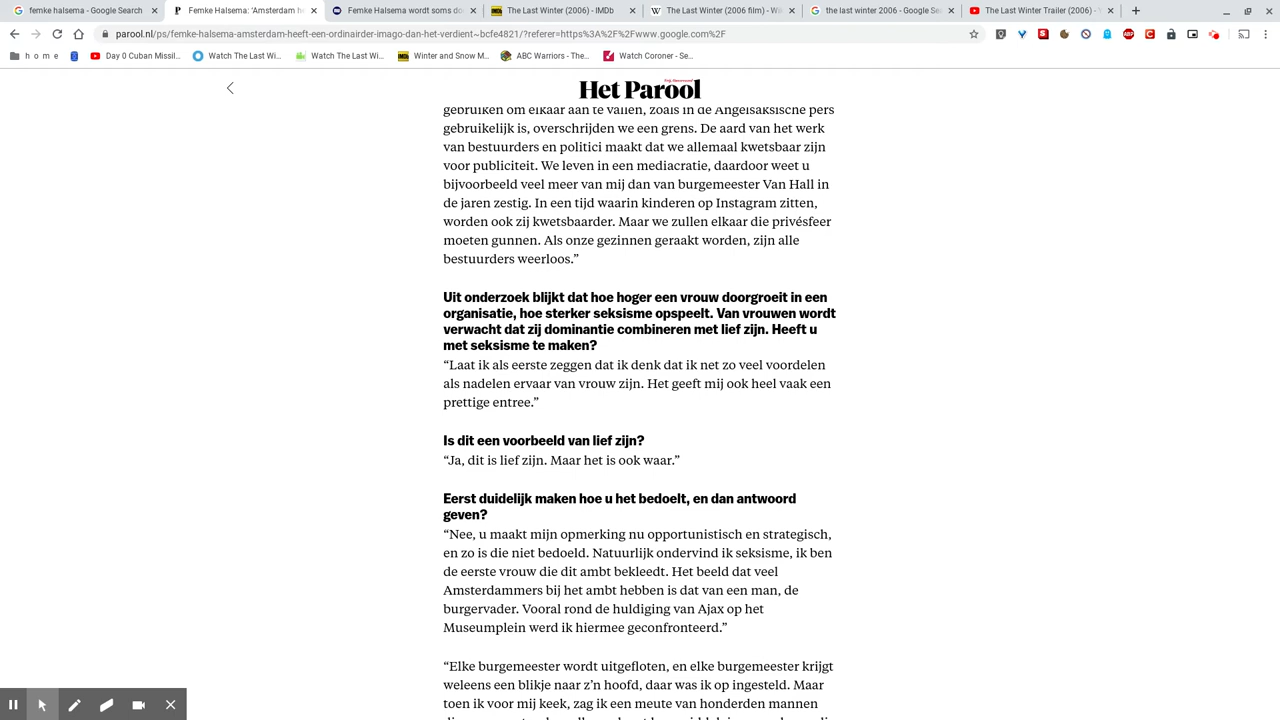 femke halsema - Google Search
Femke Halsema: 'Amsterdam he
Femke Halsema wordt soms do
The Last Winter (2006) - IMDb
The Last Winter (2006 film) - Wi
the last winter 2006 - Google Se
The Last Winter Trailer (2006) -
parool.nl/ps/femke-halsema-amsterdam-heeft-een-ordinairder-imago-dan-het-verdient~bcfe4821/?referer=https%3A%2F%2Fwww.google.com%2F
h o m e
Day 0 Cuban Missil...
Watch The Last Wi...
Watch The Last Wi...
Winter and Snow M...
ABC Warriors - The...
Watch Coroner - Se...
Het Parool
gebruiken om elkaar aan te vallen, zoals in de Angelsaksische pers
gebruikelijk is, overschrijden we een grens. De aard van het werk
van bestuurders en politici maakt dat we allemaal kwetsbaar zijn
voor publiciteit. We leven in een mediacratie, daardoor weet u
bijvoorbeeld veel meer van mij dan van burgemeester Van Hall in
de jaren zestig. In een tijd waarin kinderen op Instagram zitten,
worden ook zij kwetsbaarder. Maar we zullen elkaar die privésfeer
moeten gunnen. Als onze gezinnen geraakt worden, zijn alle
bestuurders weerloos.”
Uit onderzoek blijkt dat hoe hoger een vrouw doorgroeit in een
organisatie, hoe sterker seksisme opspeelt. Van vrouwen wordt
verwacht dat zij dominantie combineren met lief zijn. Heeft u
met seksisme te maken?
“Laat ik als eerste zeggen dat ik denk dat ik net zo veel voordelen
als nadelen ervaar van vrouw zijn. Het geeft mij ook heel vaak een
prettige entree.”
Is dit een voorbeeld van lief zijn?
“Ja, dit is lief zijn. Maar het is ook waar.”
Eerst duidelijk maken hoe u het bedoelt, en dan antwoord
geven?
“Nee, u maakt mijn opmerking nu opportunistisch en strategisch,
en zo is die niet bedoeld. Natuurlijk ondervind ik seksisme, ik ben
de eerste vrouw die dit ambt bekleedt. Het beeld dat veel
Amsterdammers bij het ambt hebben is dat van een man, de
burgervader. Vooral rond de huldiging van Ajax op het
Museumplein werd ik hiermee geconfronteerd.”
“Elke burgemeester wordt uitgefloten, en elke burgemeester krijgt
weleens een blikje naar z’n hoofd, daar was ik op ingesteld. Maar
toen ik voor mij keek, zag ik een meute van honderden mannen